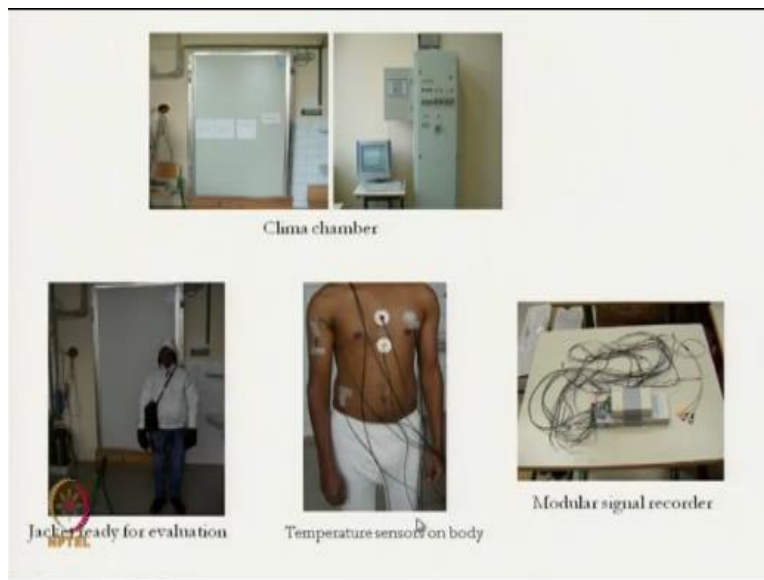 Clima chamber
Jacket ready for evaluation
Temperature sensors on body
Modular signal recorder
NPTEL